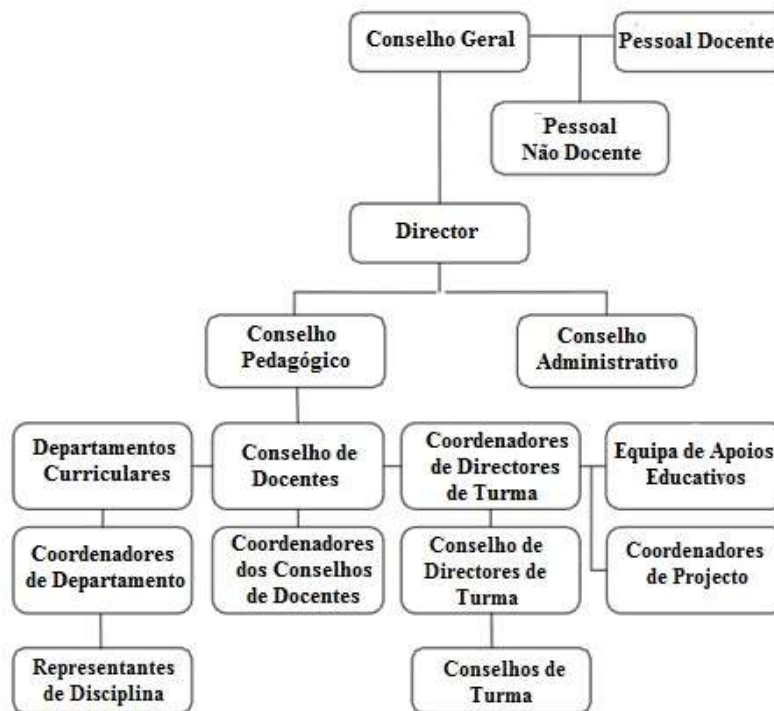 Conselho Geral
Pessoal Docente
Pessoal
Não Docente
Director
Conselho
Pedagógico
Conselho
Administrativo
Departamentos
Curriculares
Conselho de
Docentes
Coordenadores
de Directores
de Turma
Equipa de Apoios
Educativos
Coordenadores
de Departamento
Coordenadores
dos Conselhos
de Docentes
Conselho de
Directores de
Turma
Coordenadores
de Projecto
Representantes
de Disciplina
Conselhos de
Turma